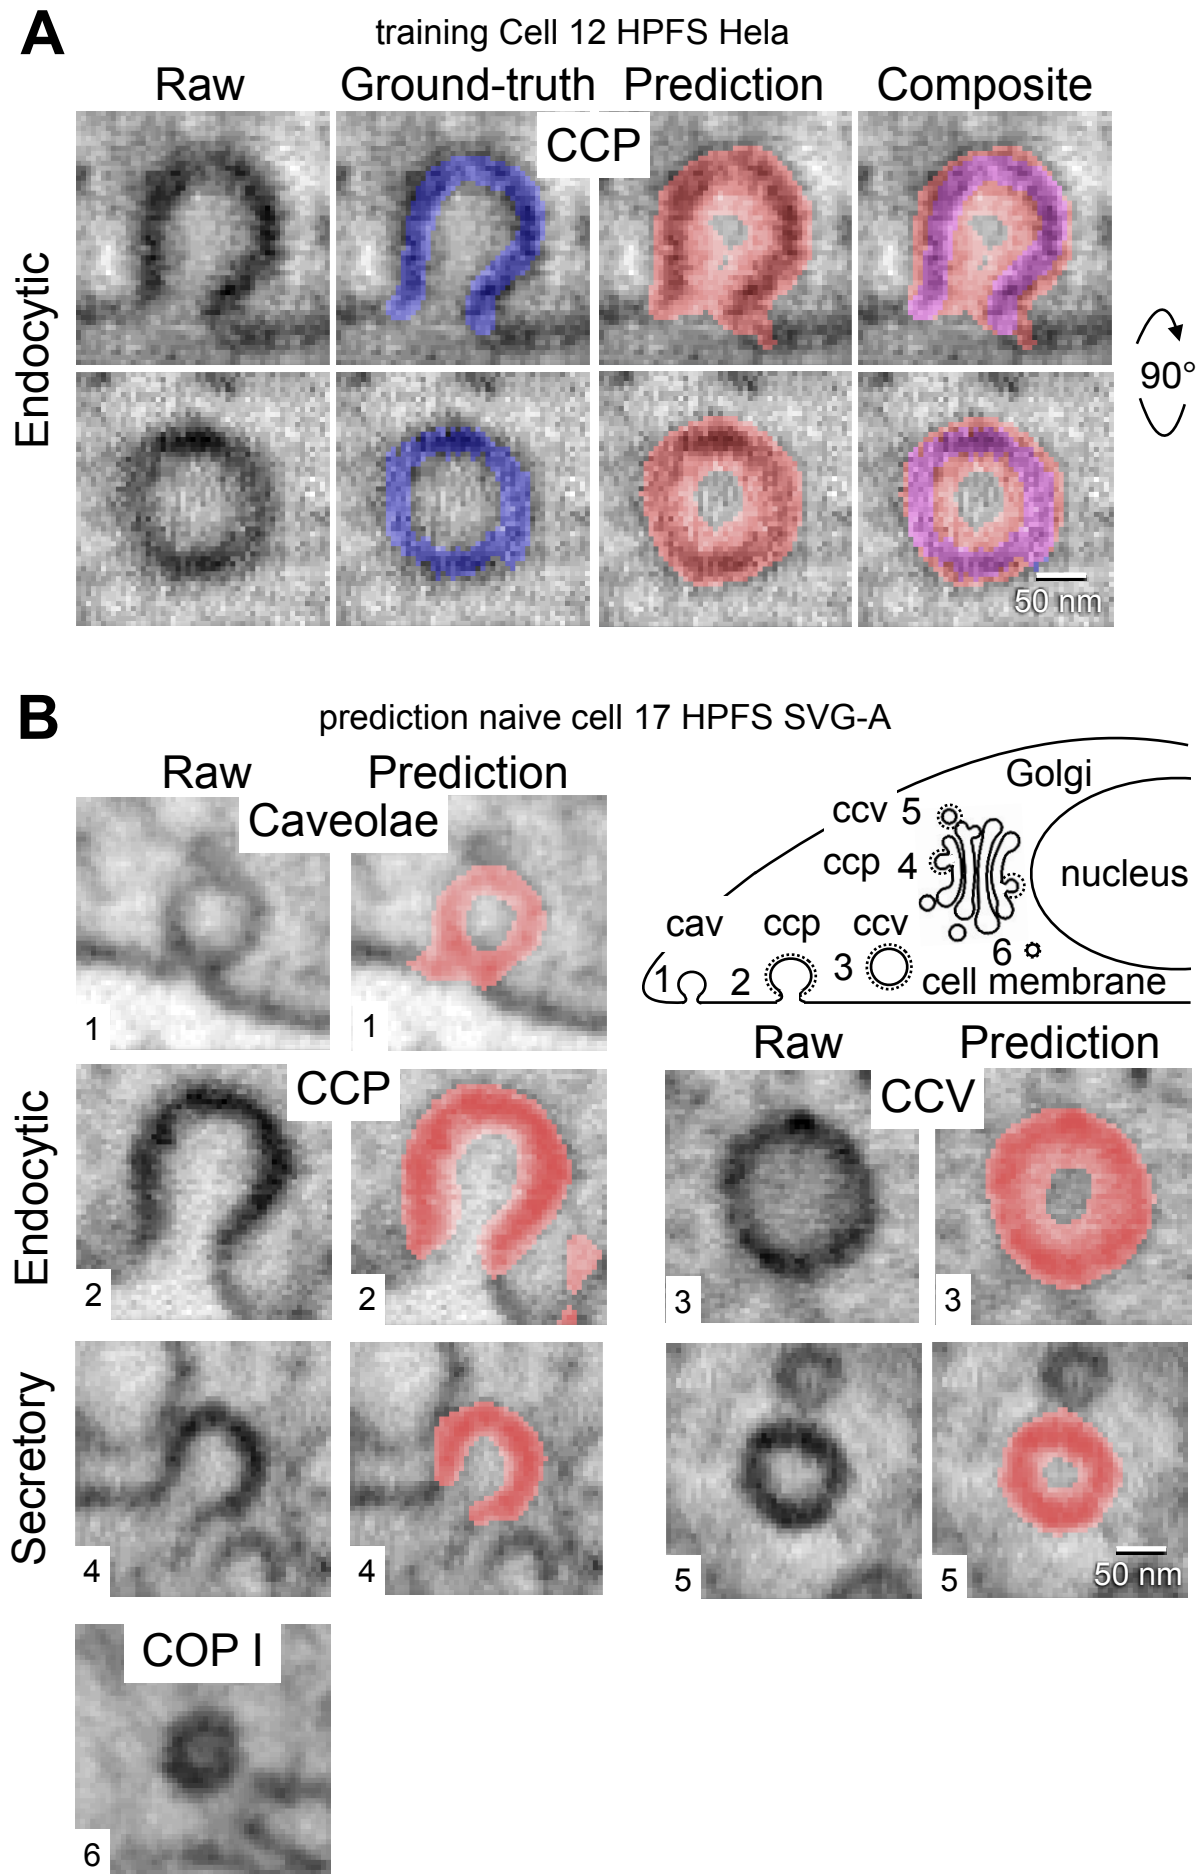 A
training Cell 12 HPFS Hela
Raw
Ground-truth
Prediction
Composite
CCP
Endocytic
90°
50 nm
B
prediction naive cell 17 HPFS SVG-A
Raw
Prediction
Caveolae
1
1
Golgi
ccv 5
ccp 4
nucleus
cav
ccp
ccv
1
2
3
6
cell membrane
Endocytic
CCP
2
2
Raw
Prediction
CCV
3
3
Secretory
4
4
5
5
50 nm
COP I
6